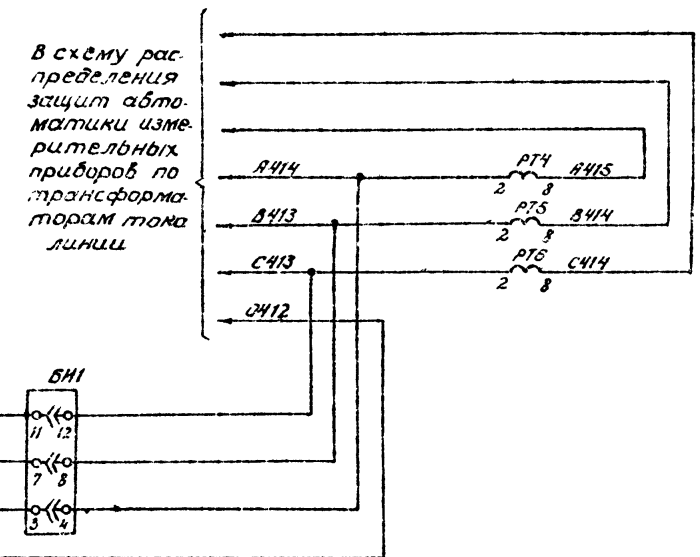 В схему рас-
пределения
защит авто-
матики изме-
рительных
приборов по
трансформа-
торам тока
линии
А414 РТ4 А415
2 8
В413 РТ5 В414
2 8
С413 РТ6 С414
2 8
О412
БИ1
11 12
7 8
3 4